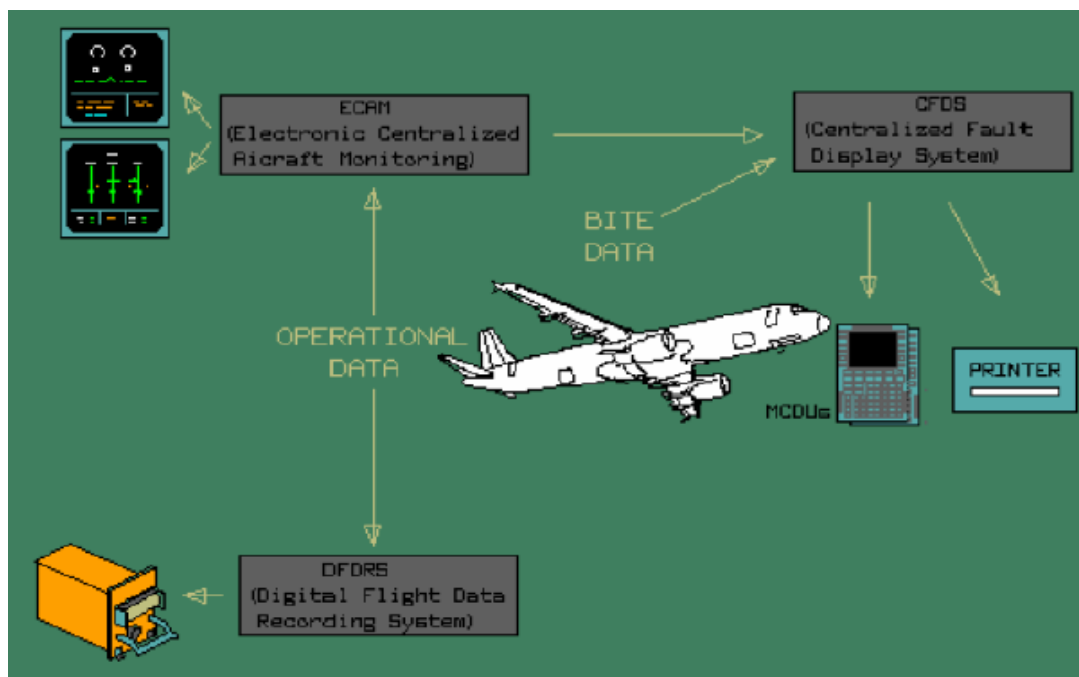 ECAM
(Electronic Centralized
Aicraft Monitoring)
CFDS
(Centralized Fault
Display System)
BITE
DATA
OPERATIONAL
DATA
MCDUs
PRINTER
DFDRS
(Digital Flight Data
Recording System)